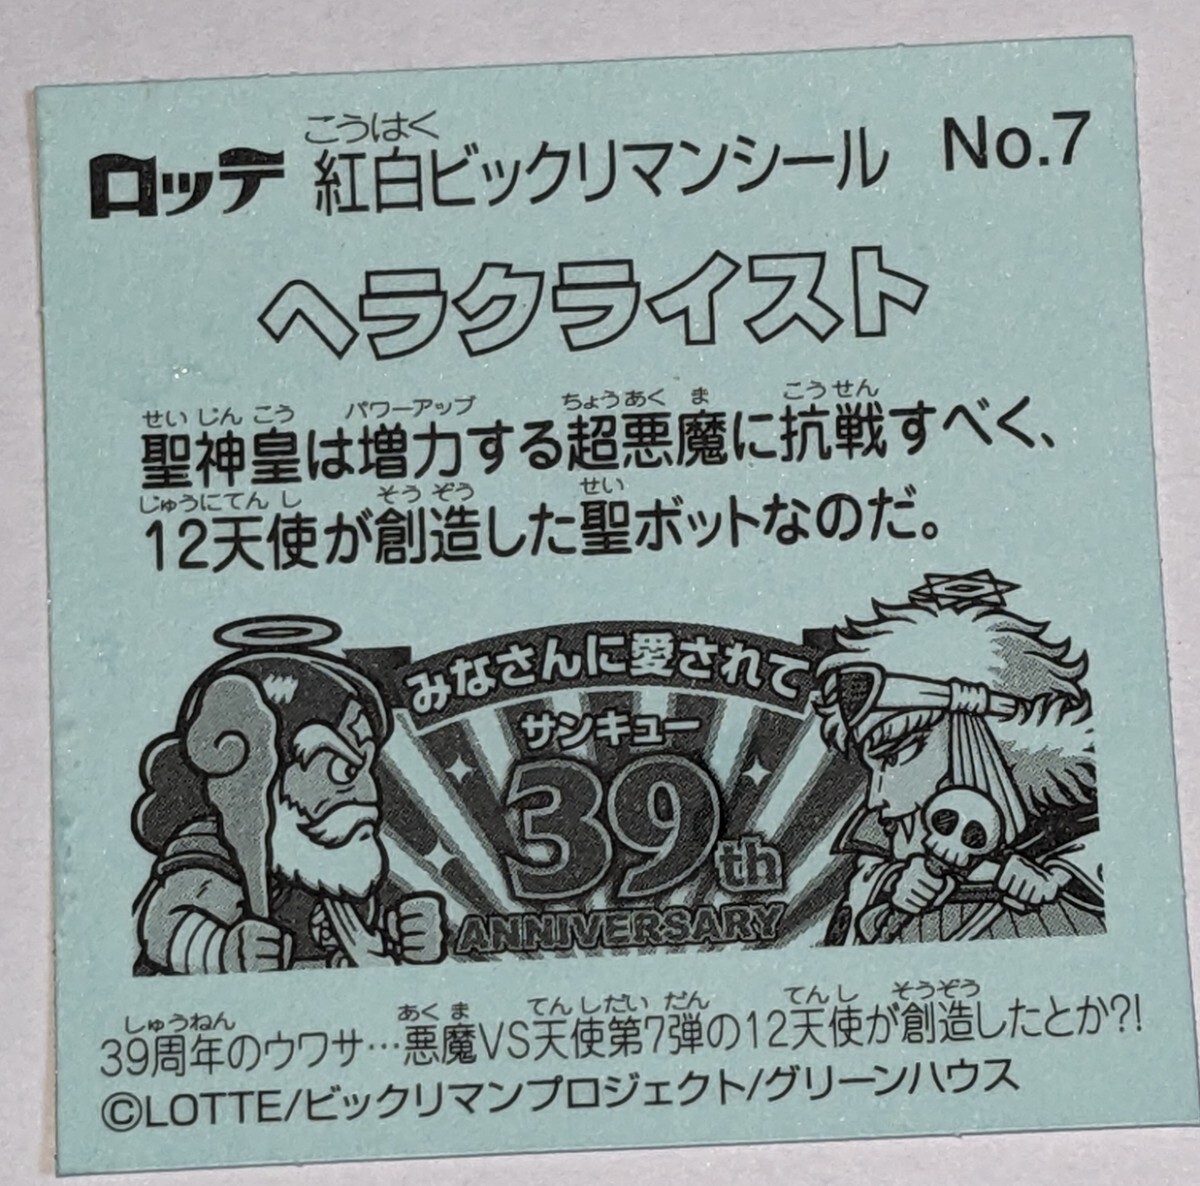 こうはく
ロッテ 紅白ビックリマンシール No.7
ヘラクライスト
せいじんこう パワーアップ ちょうあくま こうせん
聖神皇は増力する超悪魔に抗戦すべく、
じゅうにてんし そうぞう せい
12天使が創造した聖ボットなのだ。
みなさんに愛されて
サンキュー
39th
ANNIVERSARY
しゅうねん あくま てんしだいだん てんし そうぞう
39周年のウワサ…悪魔VS天使第7弾の12天使が創造したとか?!
©LOTTE/ビックリマンプロジェクト/グリーンハウス